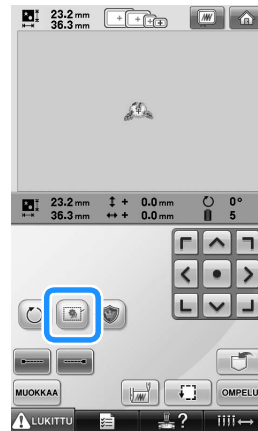 23.2 mm
36.3 mm
23.2 mm + 0.0 mm 0°
36.3 mm + 0.0 mm 5
MUOKKAA
OMPELU
LUKITTU
?